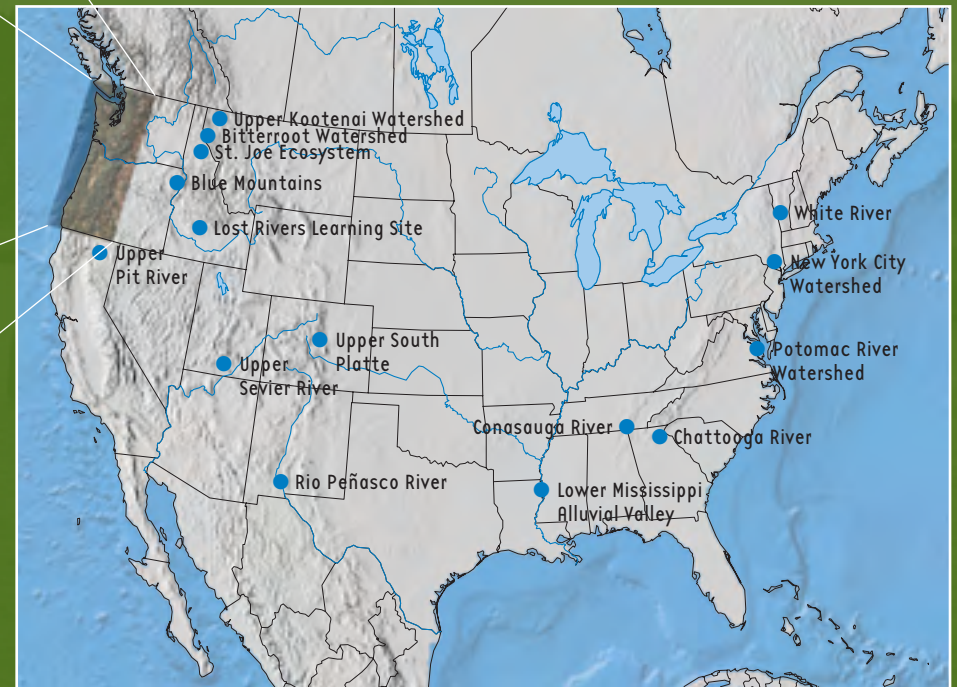 Upper Kootenai Watershed
Bitterroot Watershed
St. Joe Ecosystem
Blue Mountains
Lost Rivers Learning Site
Upper
Pit River
White River
New York City
Watershed
Upper South
Platte
Upper
Sevier River
Potomac River
Watershed
Conasauga River
Chattooga River
Rio Peñasco River
Lower Mississippi
Alluvial Valley